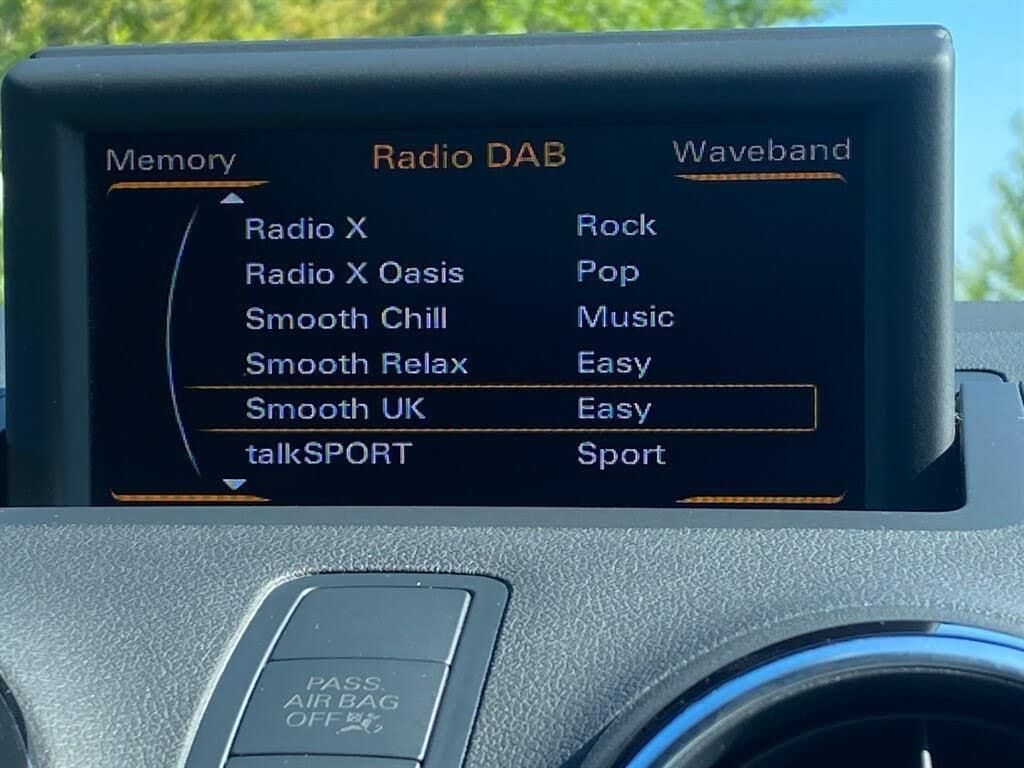 Memory Radio DAB Waveband
Radio X Rock
Radio X Oasis Pop
Smooth Chill Music
Smooth Relax Easy
Smooth UK Easy
talkSPORT Sport
PASS.
AIR BAG
OFF